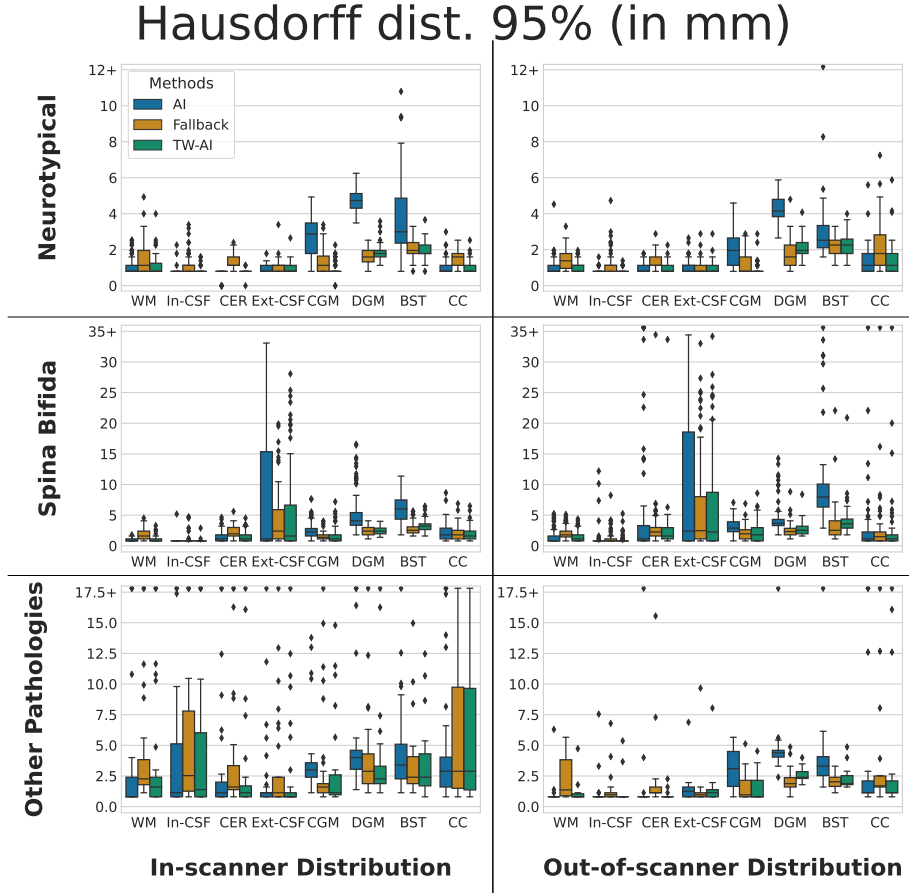 Hausdorff dist. 95% (in mm)
Neurotypical
12+
10
8
6
4
2
0
Methods
AI
Fallback
TW-AI
WM In-CSF CER Ext-CSF CGM DGM BST CC
12+
10
8
6
4
2
0
WM In-CSF CER Ext-CSF CGM DGM BST CC
Spina Bifida
35+
30
25
20
15
10
5
0
WM In-CSF CER Ext-CSF CGM DGM BST CC
35+
30
25
20
15
10
5
0
WM In-CSF CER Ext-CSF CGM DGM BST CC
Other Pathologies
17.5+
15.0
12.5
10.0
7.5
5.0
2.5
0.0
WM In-CSF CER Ext-CSF CGM DGM BST CC
17.5+
15.0
12.5
10.0
7.5
5.0
2.5
0.0
WM In-CSF CER Ext-CSF CGM DGM BST CC
In-scanner Distribution
Out-of-scanner Distribution